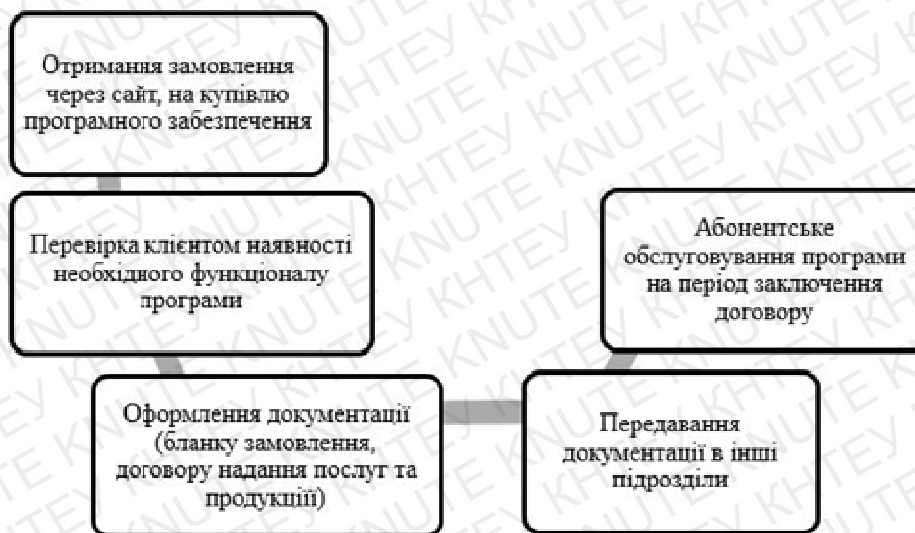 Отримання замовлення
через сайт, на купівлю
програмного забезпечення
Перевірка клієнтом наявності
необхідного функціоналу
програми
Оформлення документації
(бланку замовлення,
договору надання послуг та
продукціїї)
Передавання
документації в інші
підрозділи
Абонентське
обслуговування програми
на період заключення
договору